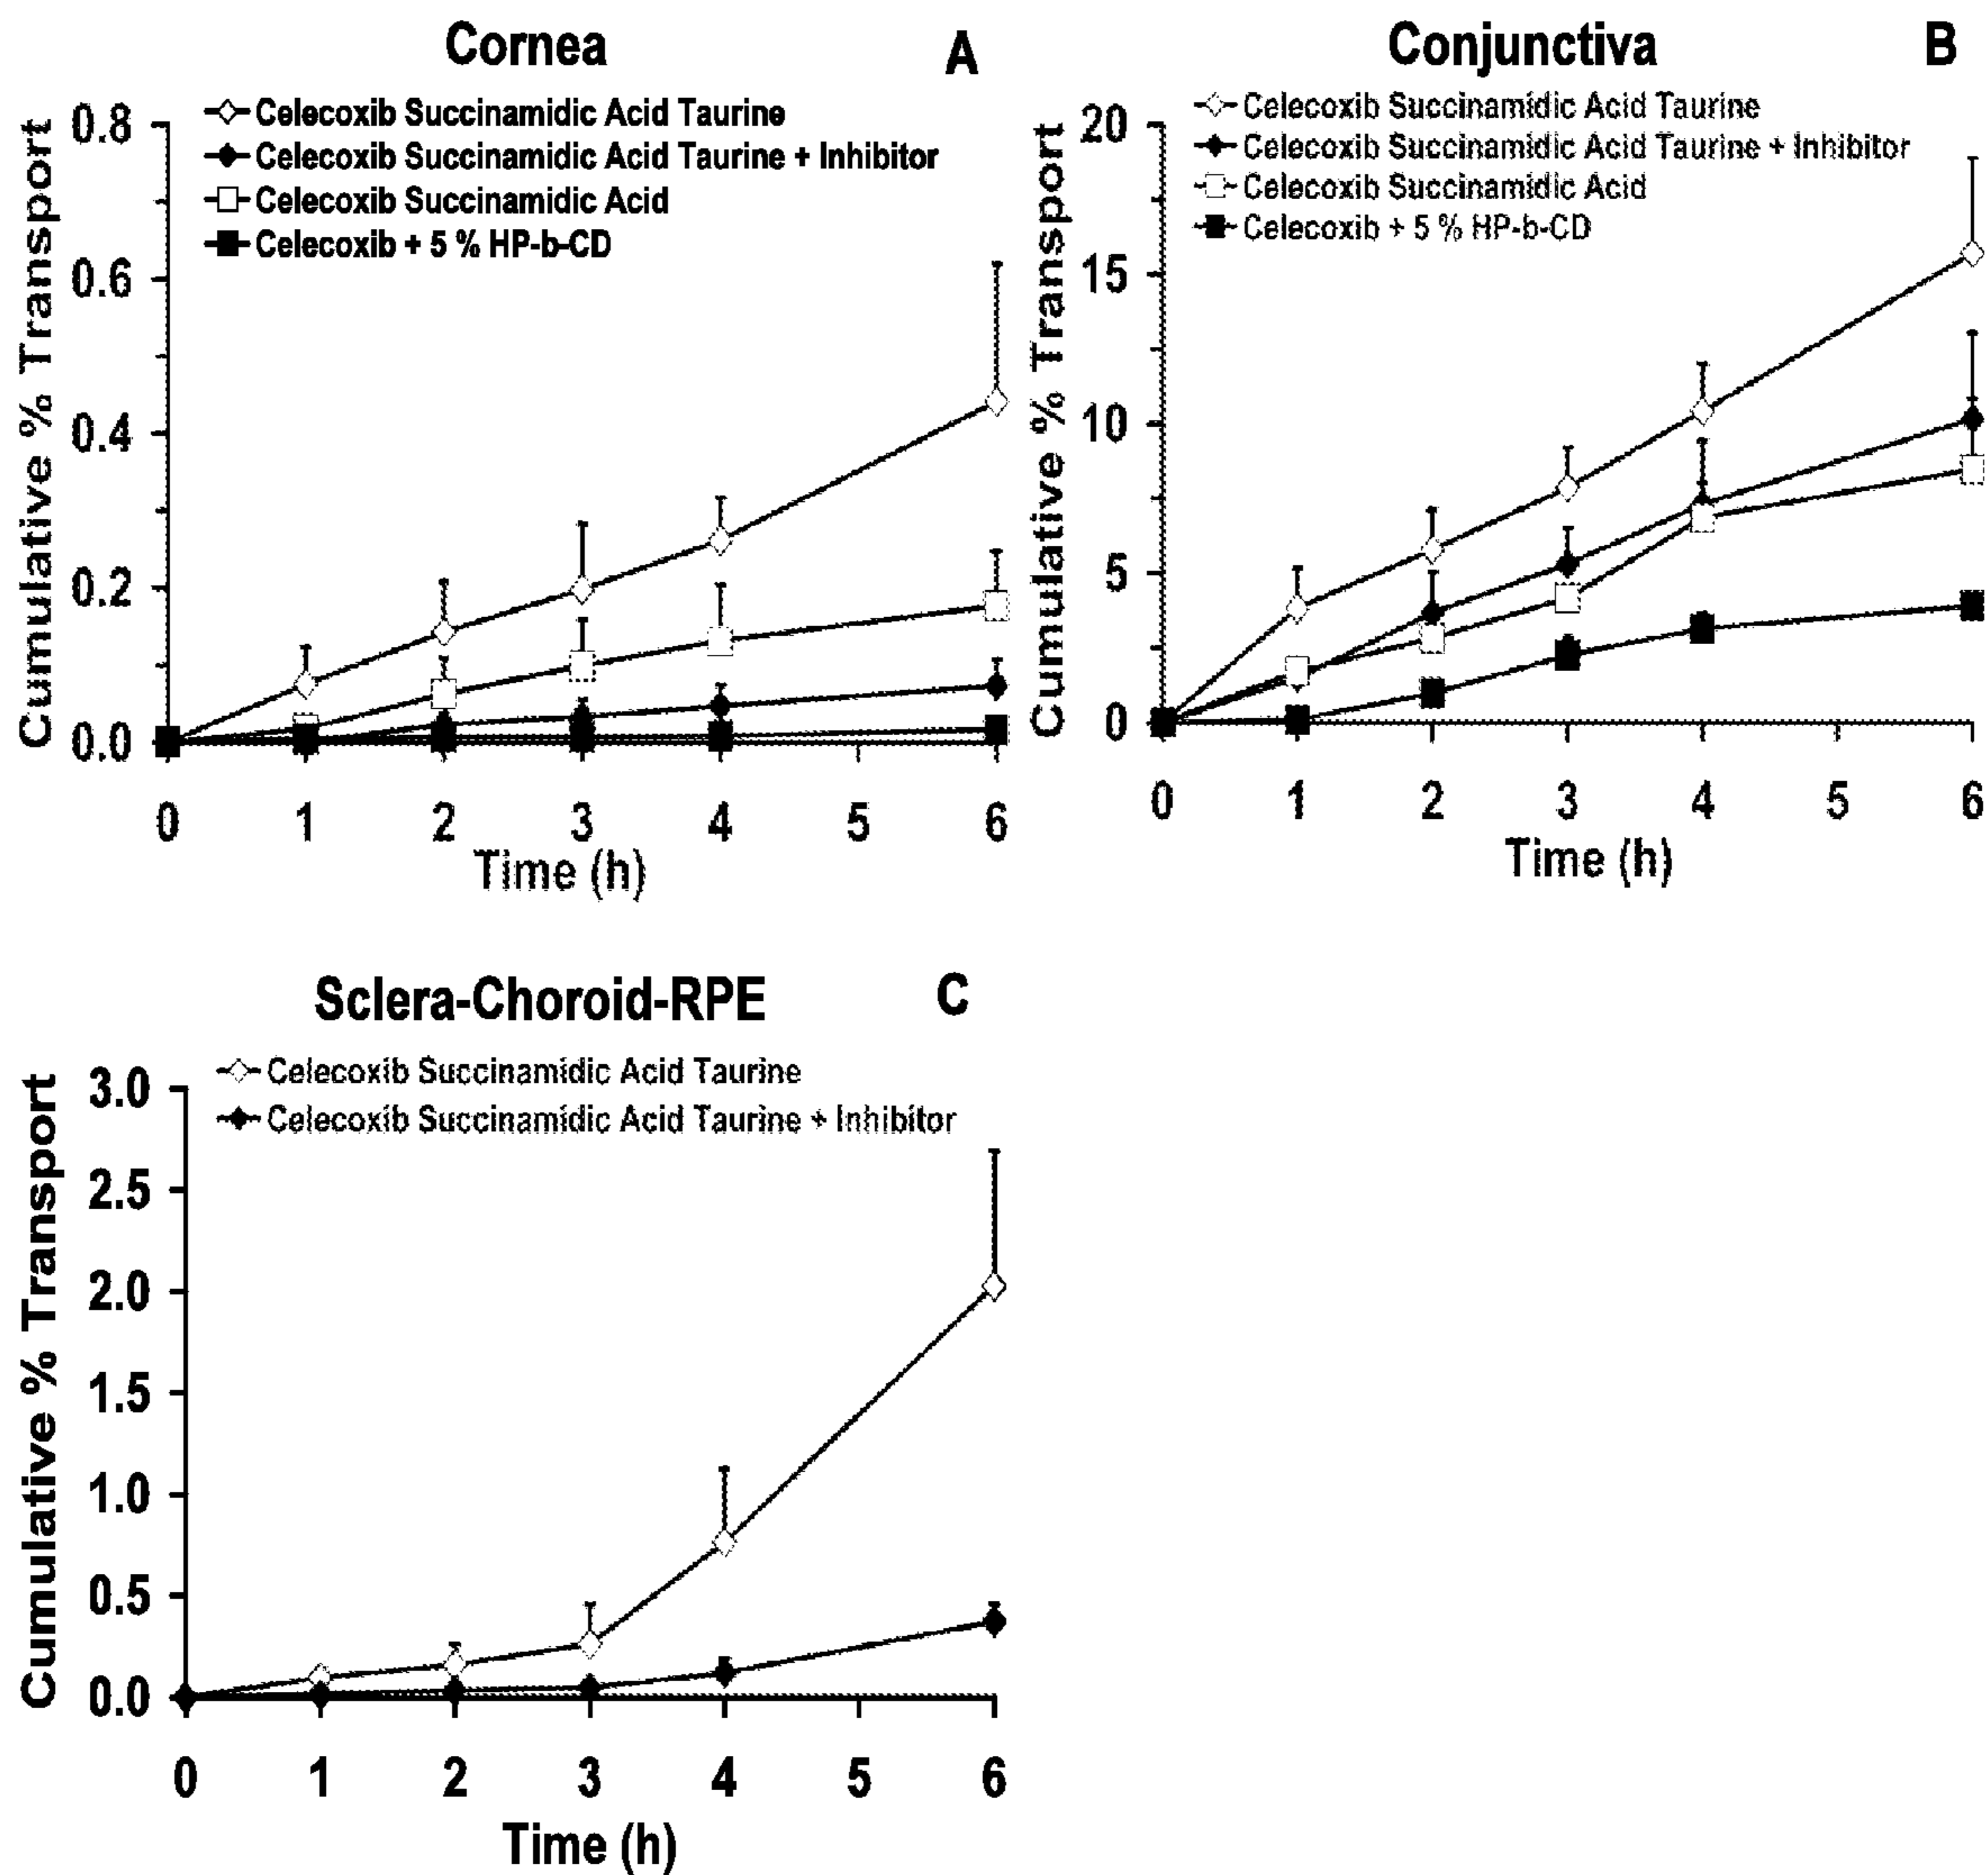 Cornea A
Celecoxib Succinamidic Acid Taurine
Celecoxib Succinamidic Acid Taurine + Inhibitor
Celecoxib Succinamidic Acid
Celecoxib + 5 % HP-b-CD
Cumulative % Transport
0.8
0.6
0.4
0.2
0.0
0 1 2 3 4 5 6
Time (h)
Conjunctiva B
Celecoxib Succinamidic Acid Taurine
Celecoxib Succinamidic Acid Taurine + Inhibitor
Celecoxib Succinamidic Acid
Celecoxib + 5 % HP-b-CD
Cumulative % Transport
20
15
10
5
0
0 1 2 3 4 5 6
Time (h)
Sclera-Choroid-RPE C
Celecoxib Succinamidic Acid Taurine
Celecoxib Succinamidic Acid Taurine + Inhibitor
Cumulative % Transport
3.0
2.5
2.0
1.5
1.0
0.5
0.0
0 1 2 3 4 5 6
Time (h)